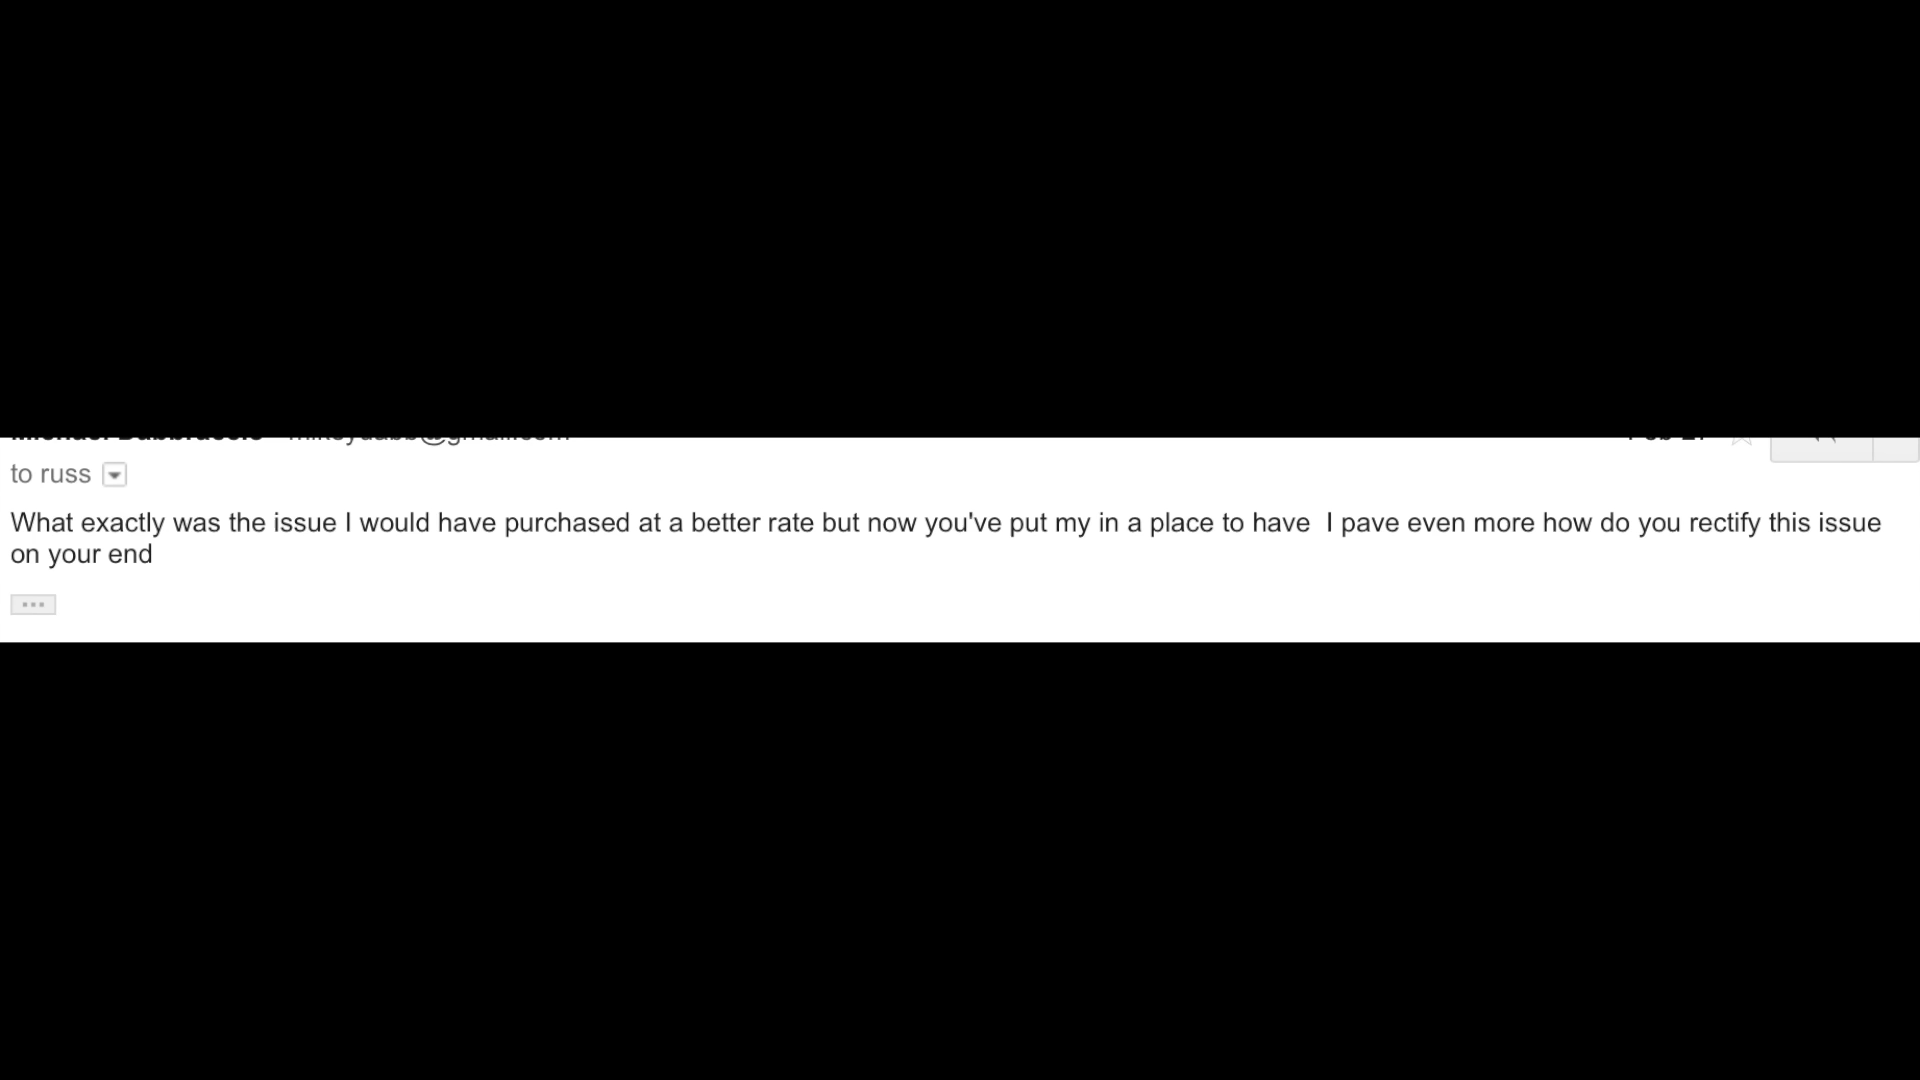 to russ
What exactly was the issue I would have purchased at a better rate but now you've put my in a place to have  I pave even more how do you rectify this issue
on your end